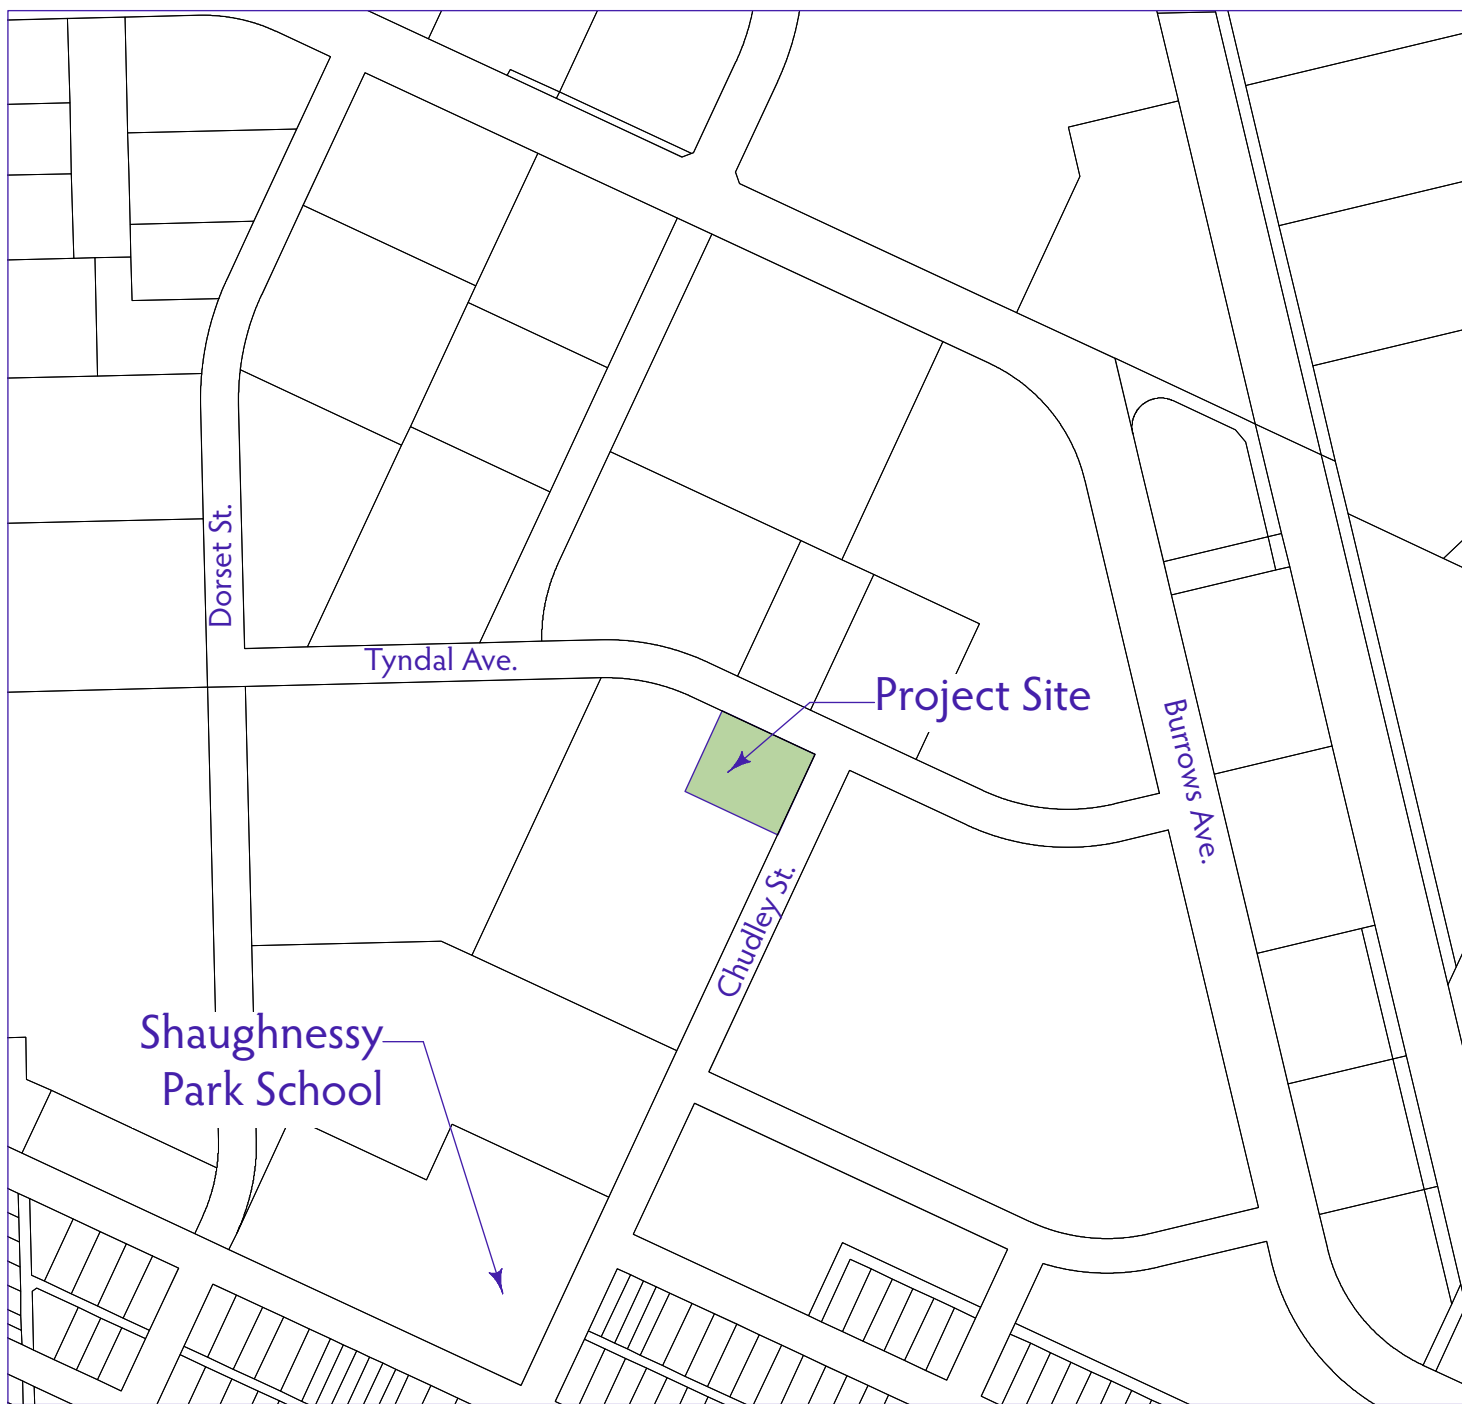 Dorset St.
Tyndal Ave.
Project Site
Burrows Ave.
Chudley St.
Shaughnessy
Park School